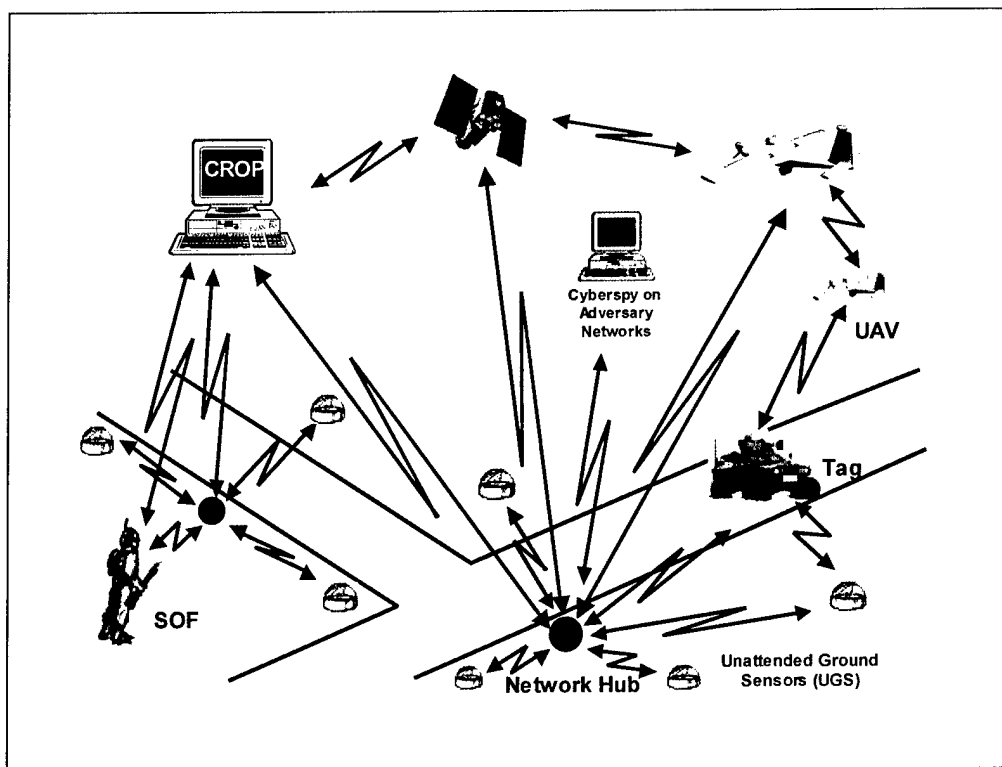 CROP
Cyberspy on
Adversary
Networks
UAV
Tag
SOF
Network Hub
Unattended Ground
Sensors (UGS)